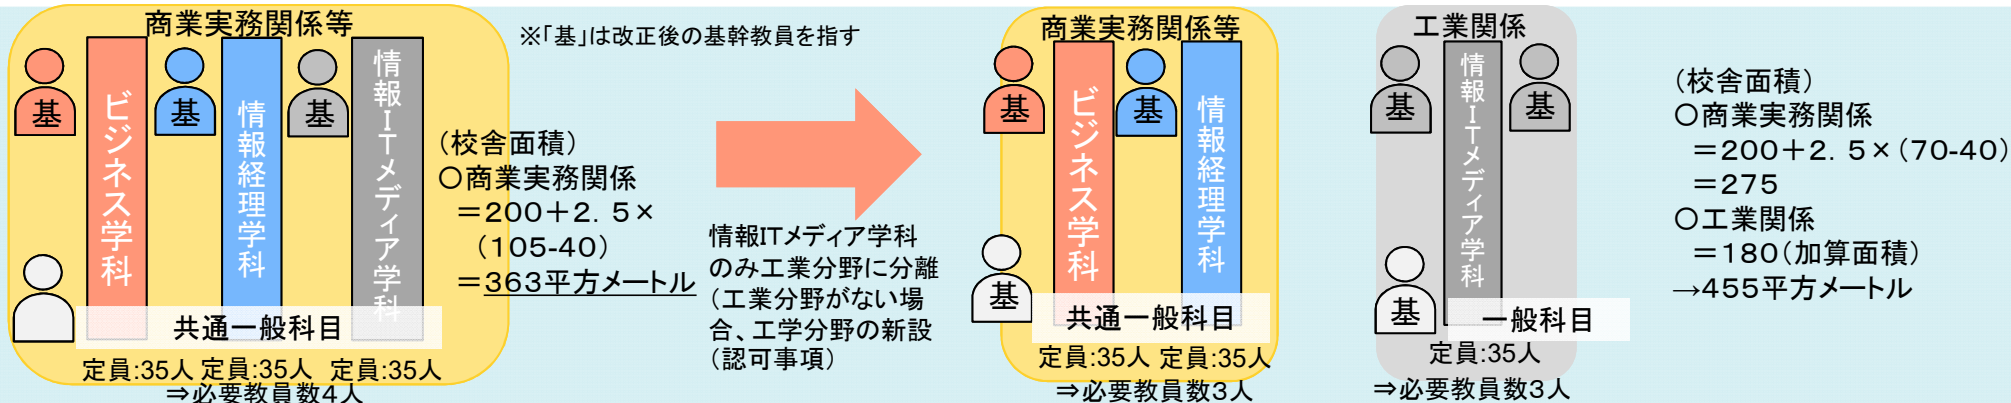 商業実務関係等
※「基」は改正後の基幹教員を指す
基
ビジネス学科
基
情報経理学科
基
情報ITメディア学科
共通一般科目
定員:35人 定員:35人 定員:35人
⇒必要教員数4人
(校舎面積)
○商業実務関係
=200+2.5×
(105-40)
=363平方メートル
情報ITメディア学科
のみ工業分野に分離
(工業分野がない場
合、工学分野の新設
(認可事項)
商業実務関係等
基
ビジネス学科
基
情報経理学科
基
共通一般科目
定員:35人 定員:35人
⇒必要教員数3人
工業関係
基
情報ITメディア学科
基
基
一般科目
定員:35人
⇒必要教員数3人
(校舎面積)
○商業実務関係
=200+2.5×(70-40)
=275
○工業関係
=180(加算面積)
→455平方メートル